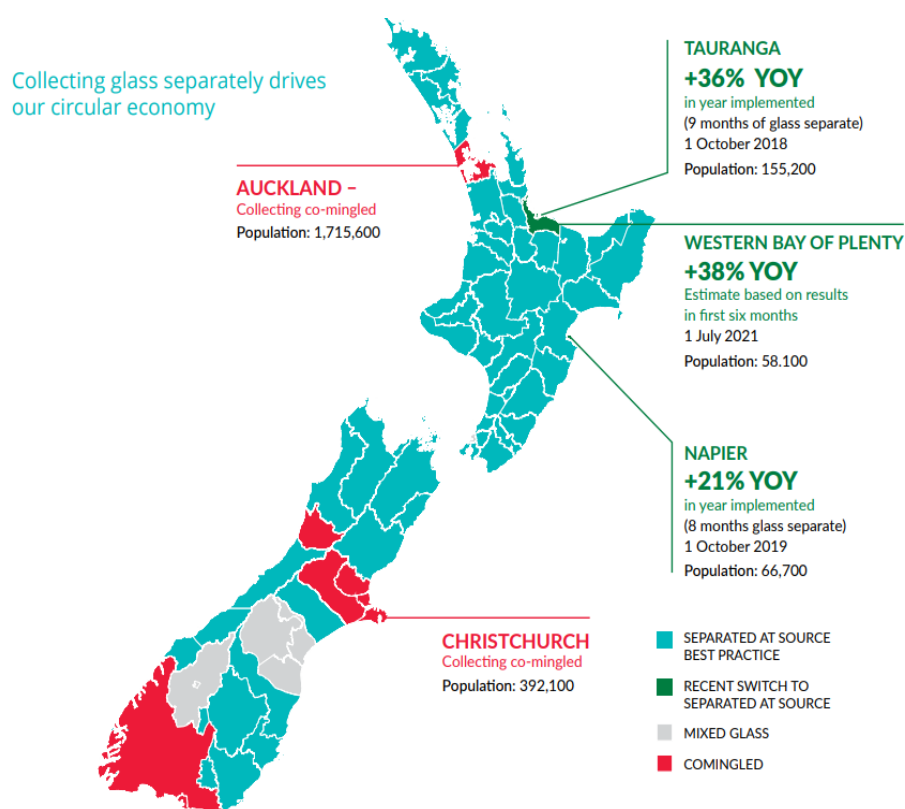 Collecting glass separately drives
our circular economy
TAURANGA
+36% YOY
in year implemented
(9 months of glass separate)
1 October 2018
Population: 155,200
AUCKLAND –
Collecting co-mingled
Population: 1,715,600
WESTERN BAY OF PLENTY
+38% YOY
Estimate based on results
in first six months
1 July 2021
Population: 58.100
NAPIER
+21% YOY
in year implemented
(8 months glass separate)
1 October 2019
Population: 66,700
CHRISTCHURCH
Collecting co-mingled
Population: 392,100
SEPARATED AT SOURCE
BEST PRACTICE
RECENT SWITCH TO
SEPARATED AT SOURCE
MIXED GLASS
COMINGLED